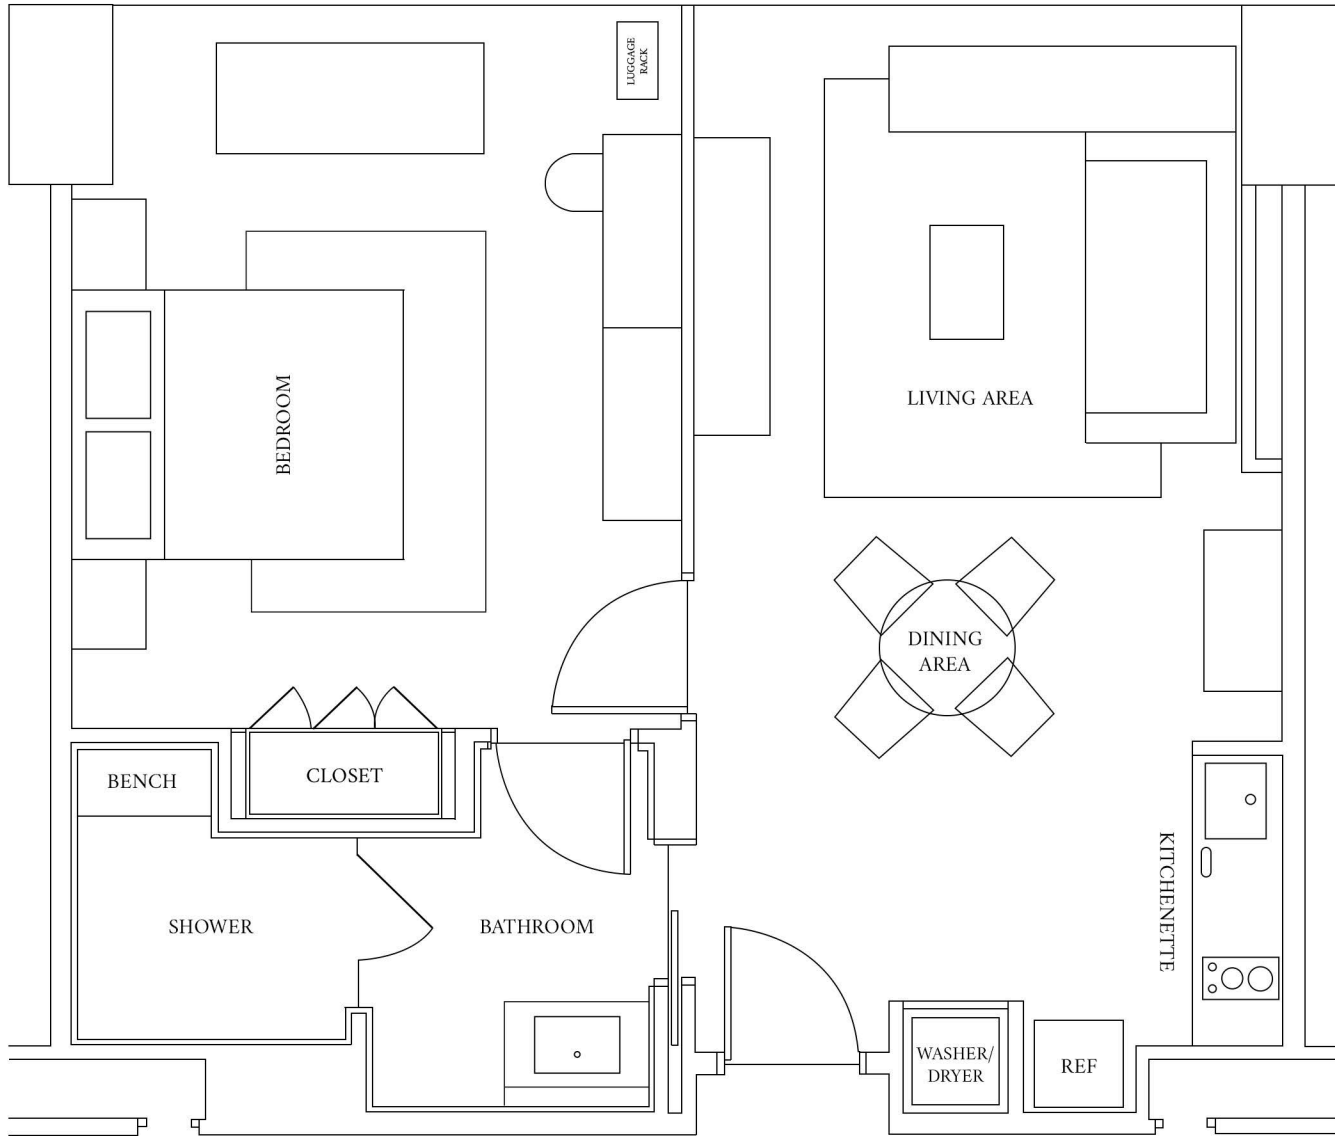 LUGGAGE
RACK
BEDROOM
LIVING AREA
DINING
AREA
BENCH
CLOSET
SHOWER
BATHROOM
KITCHENETTE
WASHER/
DRYER
REF